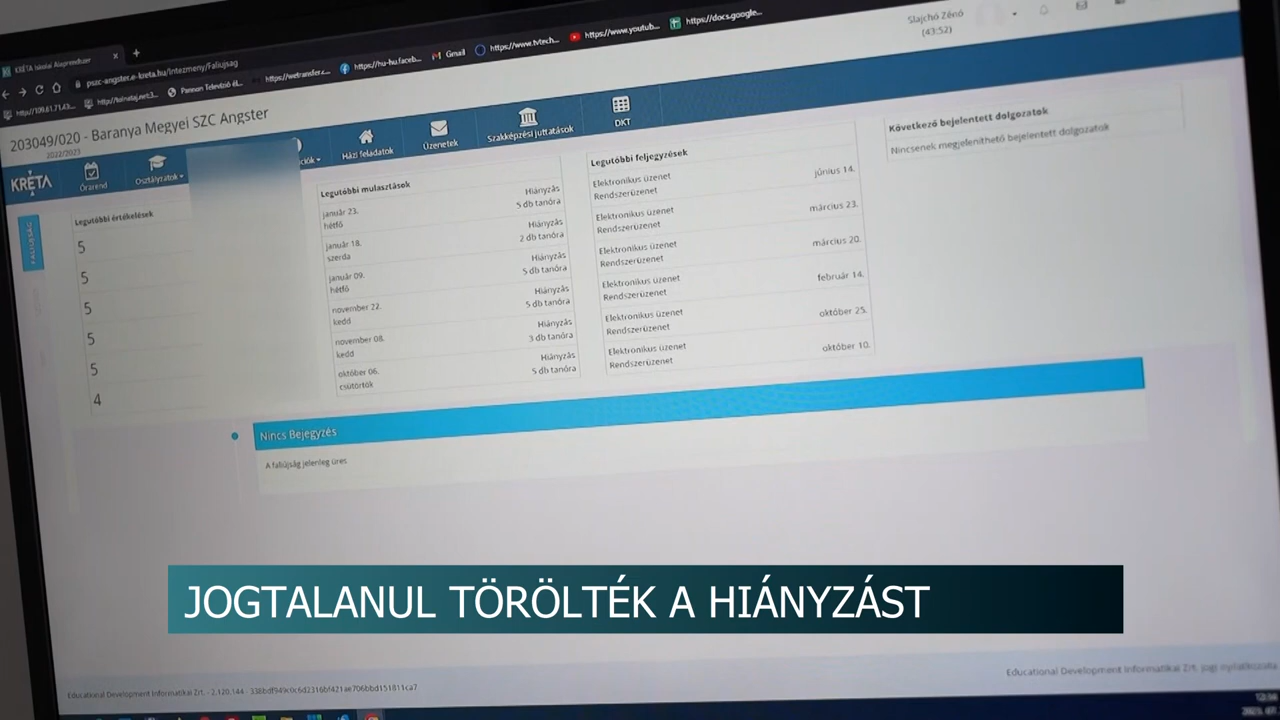 KRÉTA Iskolai Alaprendszer
pszc-angster.e-kreta.hu/Intezmeny/Faliujsag
Pannon Televízió él...
https://wetransfer.c...
https://hu-hu.faceb...
Gmail
https://www.tvtech...
https://www.youtub...
https://docs.google...
Slajchó Zénó
(43:52)
203049/020 - Baranya Megyei SZC Angster
2022/2023
KRÉTA
Órarend
Osztályzatok
Házi feladatok
Üzenetek
Szakképzési juttatások
DKT
FALIÚJSÁG
Legutóbbi értékelések
5
5
5
5
5
4
Legutóbbi mulasztások
január 23. Hiányzás
hétfő 5 db tanóra
január 18. Hiányzás
szerda 2 db tanóra
január 09. Hiányzás
hétfő 5 db tanóra
november 22. Hiányzás
kedd 5 db tanóra
november 08. Hiányzás
kedd 3 db tanóra
október 06. Hiányzás
csütörtök 5 db tanóra
Legutóbbi feljegyzések
Elektronikus üzenet június 14.
Rendszerüzenet
Elektronikus üzenet március 23.
Rendszerüzenet
Elektronikus üzenet március 20.
Rendszerüzenet
Elektronikus üzenet február 14.
Rendszerüzenet
Elektronikus üzenet október 25.
Rendszerüzenet
Elektronikus üzenet október 10.
Rendszerüzenet
Következő bejelentett dolgozatok
Nincsenek megjeleníthető bejelentett dolgozatok
Nincs Bejegyzés
A faliújság jelenleg üres
JOGTALANUL TÖRÖLTÉK A HIÁNYZÁST
Educational Development Informatikai Zrt. - 2.120.144 -
Educational Development Informatikai Zrt. jogi nyilatkozata